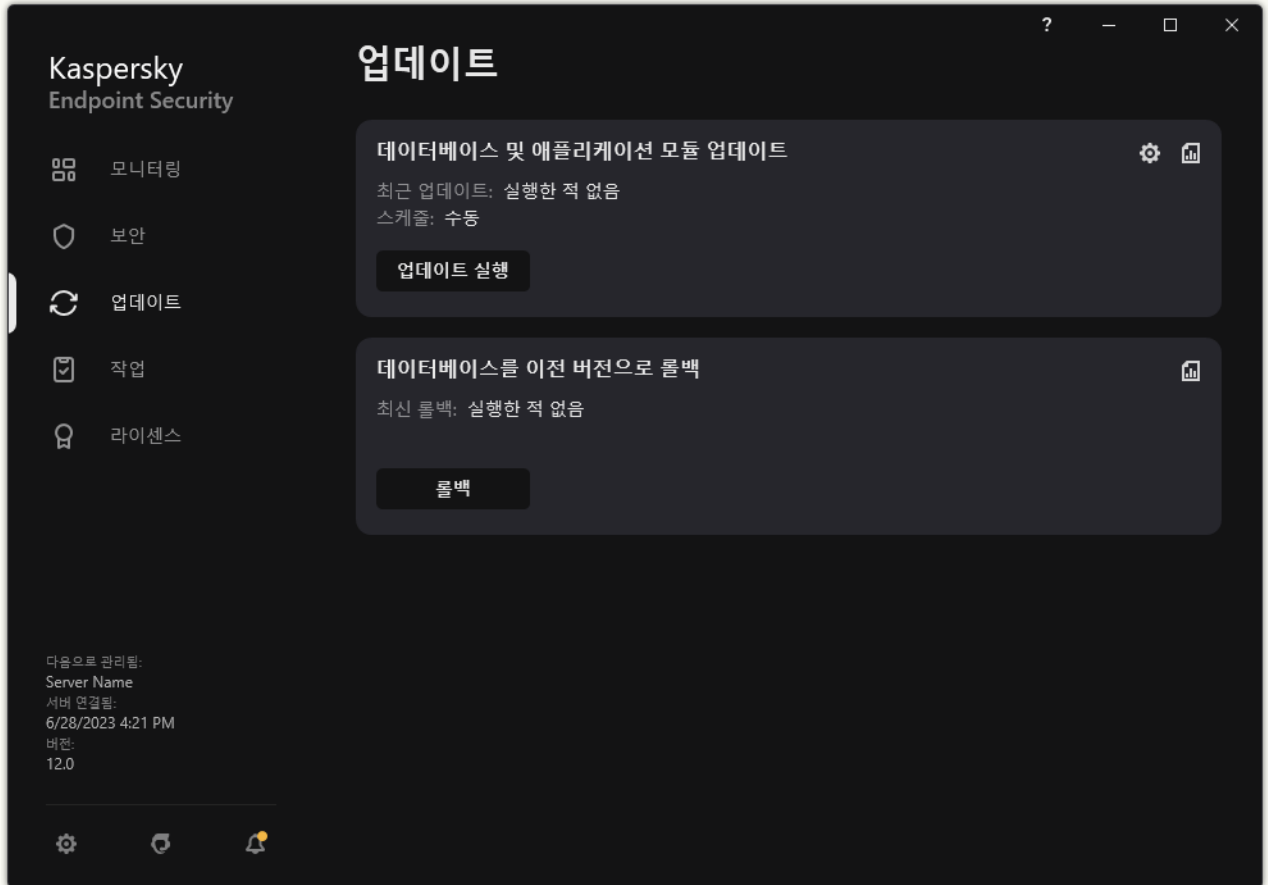 ?
Kaspersky
Endpoint Security
모니터링
보안
업데이트
작업
라이센스
다음으로 관리됨:
Server Name
서버 연결됨:
6/28/2023 4:21 PM
버전:
12.0
업데이트
데이터베이스 및 애플리케이션 모듈 업데이트
최근 업데이트: 실행한 적 없음
스케줄: 수동
업데이트 실행
데이터베이스를 이전 버전으로 롤백
최신 롤백: 실행한 적 없음
롤백